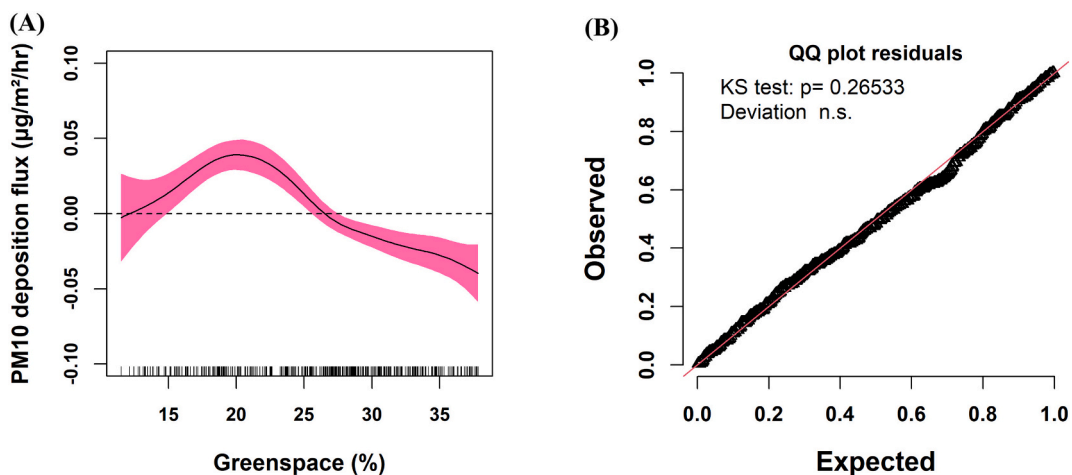 (A)
PM10 deposition flux (µg/m²/hr)
0.10
0.05
0.00
-0.05
-0.10
15 20 25 30 35
Greenspace (%)
(B)
QQ plot residuals
KS test: p= 0.26533
Deviation n.s.
Observed
1.0
0.8
0.6
0.4
0.2
0.0
0.0 0.2 0.4 0.6 0.8 1.0
Expected